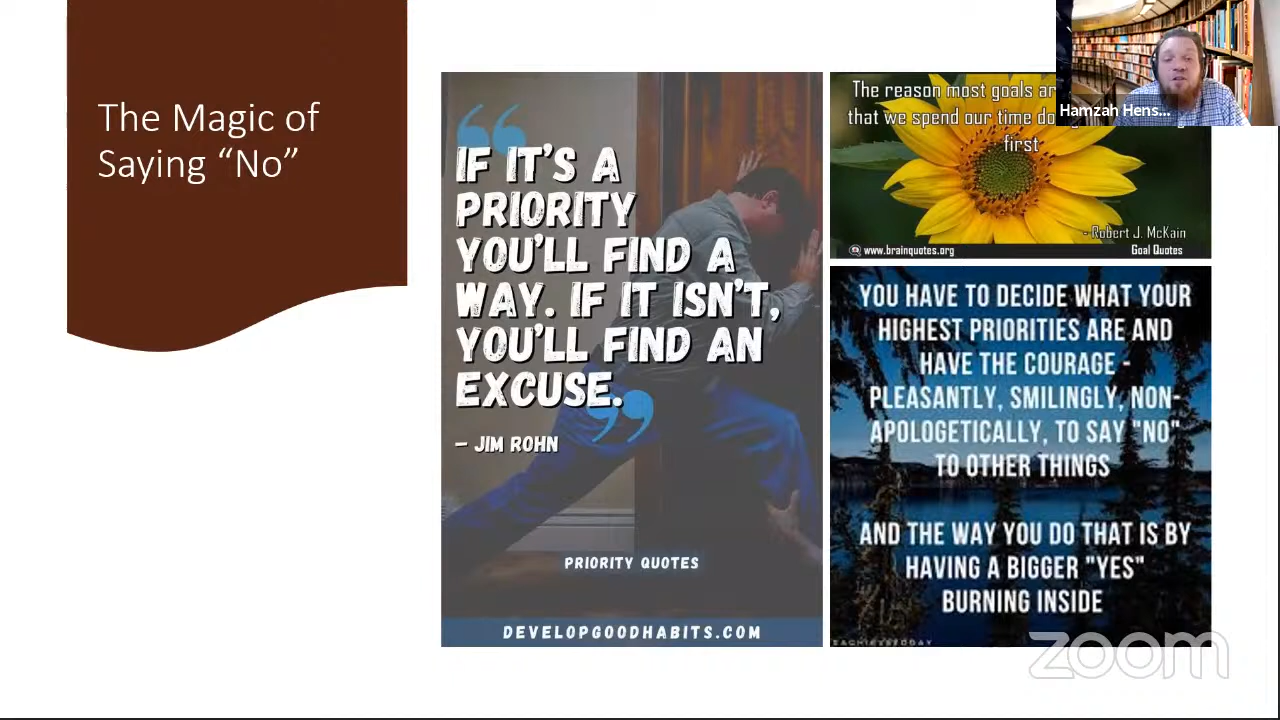 The Magic of
Saying “No”
IF IT'S A
PRIORITY
YOU'LL FIND A
WAY. IF IT ISN'T,
YOU'LL FIND AN
EXCUSE.
– JIM ROHN
PRIORITY QUOTES
DEVELOPGOODHABITS.COM
The reason most goals ar
that we spend our time do
first
- Robert J. McKain
www.brainquotes.org
Goal Quotes
Hamzah Hens...
YOU HAVE TO DECIDE WHAT YOUR
HIGHEST PRIORITIES ARE AND
HAVE THE COURAGE -
PLEASANTLY, SMILINGLY, NON-
APOLOGETICALLY, TO SAY "NO"
TO OTHER THINGS
AND THE WAY YOU DO THAT IS BY
HAVING A BIGGER "YES"
BURNING INSIDE
zoom